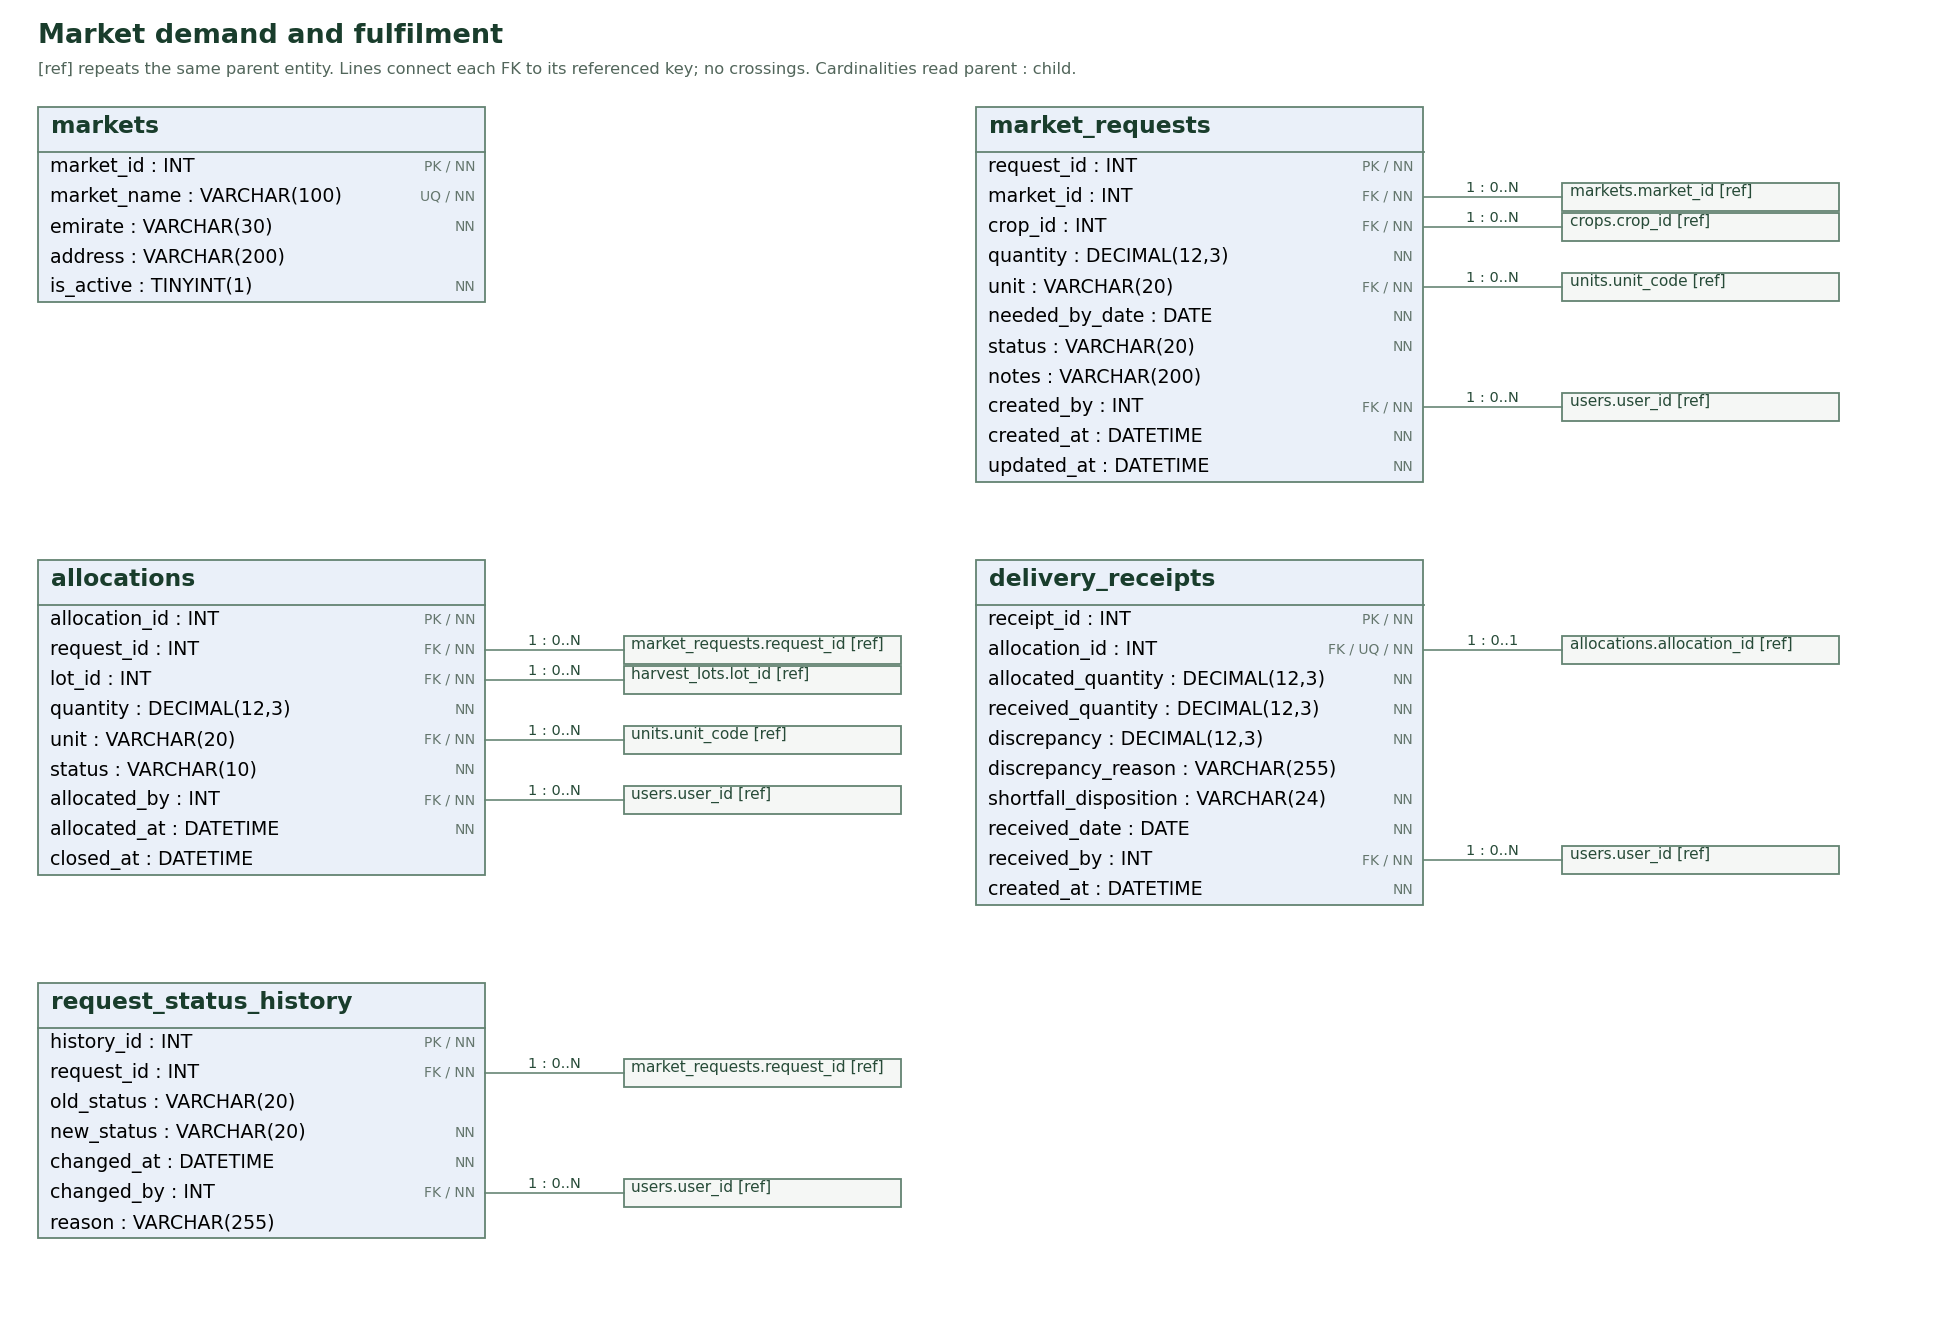 Market demand and fulfilment
[ref] repeats the same parent entity. Lines connect each FK to its referenced key; no crossings. Cardinalities read parent : child.
markets
market_id : INT PK / NN
market_name : VARCHAR(100) UQ / NN
emirate : VARCHAR(30) NN
address : VARCHAR(200)
is_active : TINYINT(1) NN
market_requests
request_id : INT PK / NN
market_id : INT FK / NN 1 : 0..N markets.market_id [ref]
crop_id : INT FK / NN 1 : 0..N crops.crop_id [ref]
quantity : DECIMAL(12,3) NN
unit : VARCHAR(20) FK / NN 1 : 0..N units.unit_code [ref]
needed_by_date : DATE NN
status : VARCHAR(20) NN
notes : VARCHAR(200)
created_by : INT FK / NN 1 : 0..N users.user_id [ref]
created_at : DATETIME NN
updated_at : DATETIME NN
allocations
allocation_id : INT PK / NN
request_id : INT FK / NN 1 : 0..N market_requests.request_id [ref]
lot_id : INT FK / NN 1 : 0..N harvest_lots.lot_id [ref]
quantity : DECIMAL(12,3) NN
unit : VARCHAR(20) FK / NN 1 : 0..N units.unit_code [ref]
status : VARCHAR(10) NN
allocated_by : INT FK / NN 1 : 0..N users.user_id [ref]
allocated_at : DATETIME NN
closed_at : DATETIME
delivery_receipts
receipt_id : INT PK / NN
allocation_id : INT FK / UQ / NN 1 : 0..1 allocations.allocation_id [ref]
allocated_quantity : DECIMAL(12,3) NN
received_quantity : DECIMAL(12,3) NN
discrepancy : DECIMAL(12,3) NN
discrepancy_reason : VARCHAR(255)
shortfall_disposition : VARCHAR(24) NN
received_date : DATE NN
received_by : INT FK / NN 1 : 0..N users.user_id [ref]
created_at : DATETIME NN
request_status_history
history_id : INT PK / NN
request_id : INT FK / NN 1 : 0..N market_requests.request_id [ref]
old_status : VARCHAR(20)
new_status : VARCHAR(20) NN
changed_at : DATETIME NN
changed_by : INT FK / NN 1 : 0..N users.user_id [ref]
reason : VARCHAR(255)